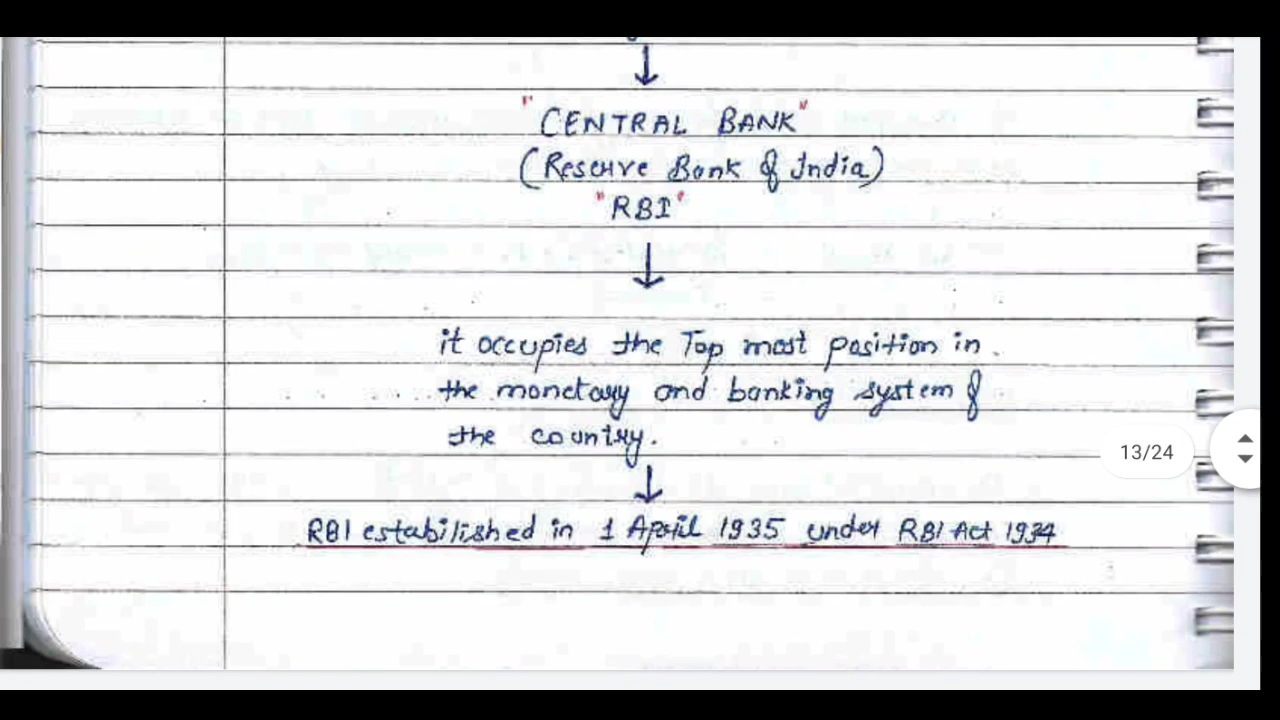 "CENTRAL BANK"
(Reserve Bank of India)
"RBI"
it occupies the Top most position in
the monetary and banking system of
the country.
13/24
RBI estabilished in 1 April 1935 under RBI Act 1934